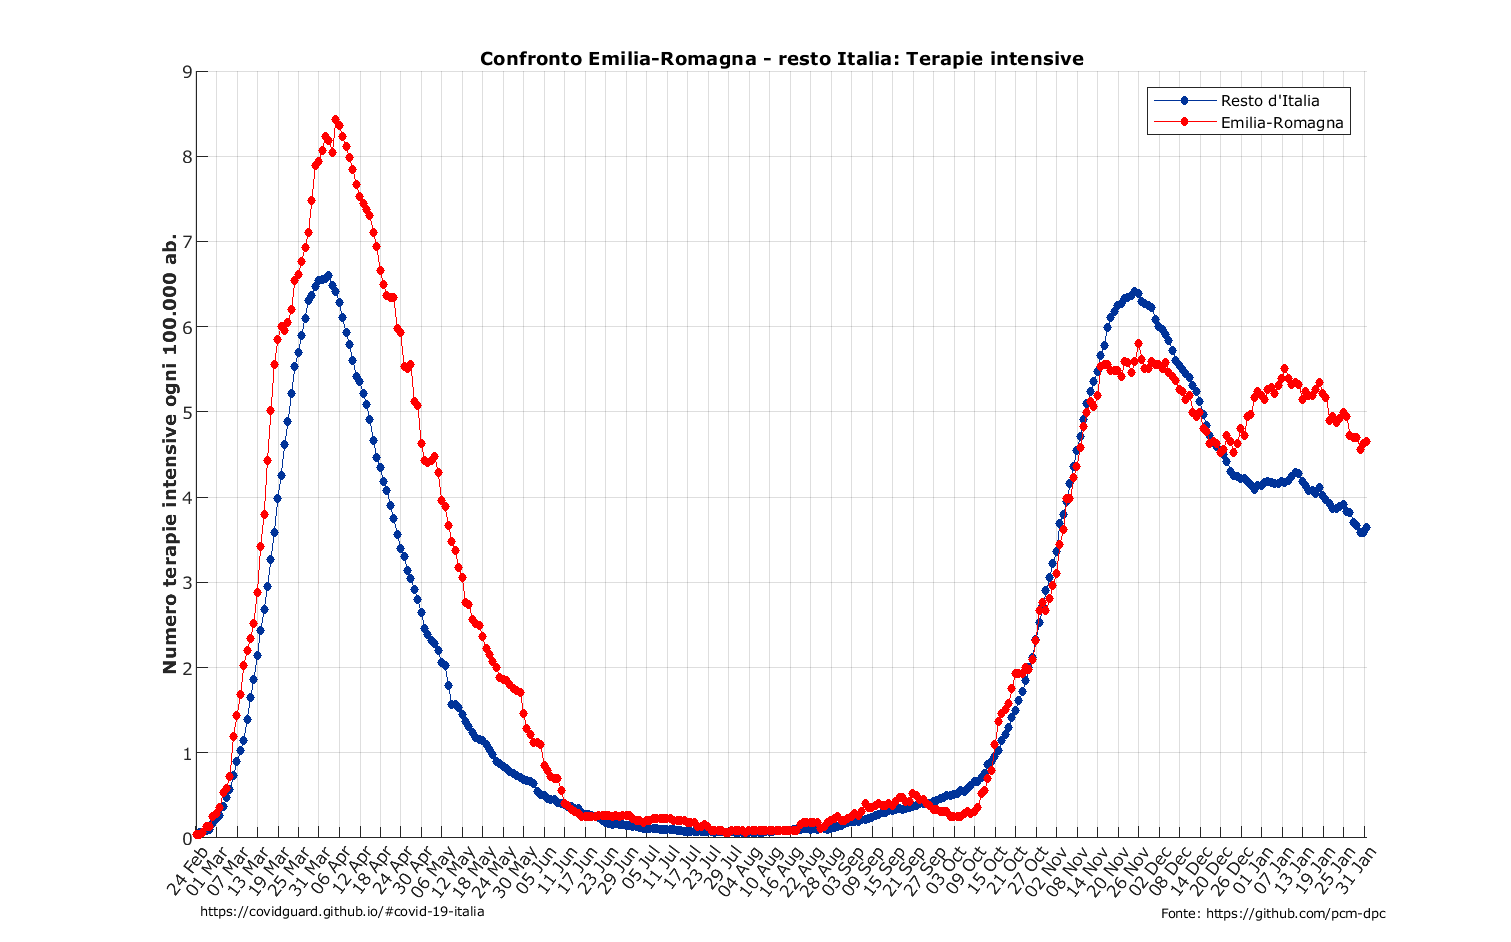 Confronto Emilia-Romagna - resto Italia: Terapie intensive
Resto d'Italia
Emilia-Romagna
Numero terapie intensive ogni 100.000 ab.
9
8
7
6
5
4
3
2
1
0
24 Feb
01 Mar
07 Mar
13 Mar
19 Mar
25 Mar
31 Mar
06 Apr
12 Apr
18 Apr
24 Apr
30 Apr
06 May
12 May
18 May
24 May
30 May
05 Jun
11 Jun
17 Jun
23 Jun
29 Jun
05 Jul
11 Jul
17 Jul
23 Jul
29 Jul
04 Aug
10 Aug
16 Aug
22 Aug
28 Aug
03 Sep
09 Sep
15 Sep
21 Sep
27 Sep
03 Oct
09 Oct
15 Oct
21 Oct
27 Oct
02 Nov
08 Nov
14 Nov
20 Nov
26 Nov
02 Dec
08 Dec
14 Dec
20 Dec
26 Dec
01 Jan
07 Jan
13 Jan
19 Jan
25 Jan
31 Jan
https://covidguard.github.io/#covid-19-italia
Fonte: https://github.com/pcm-dpc